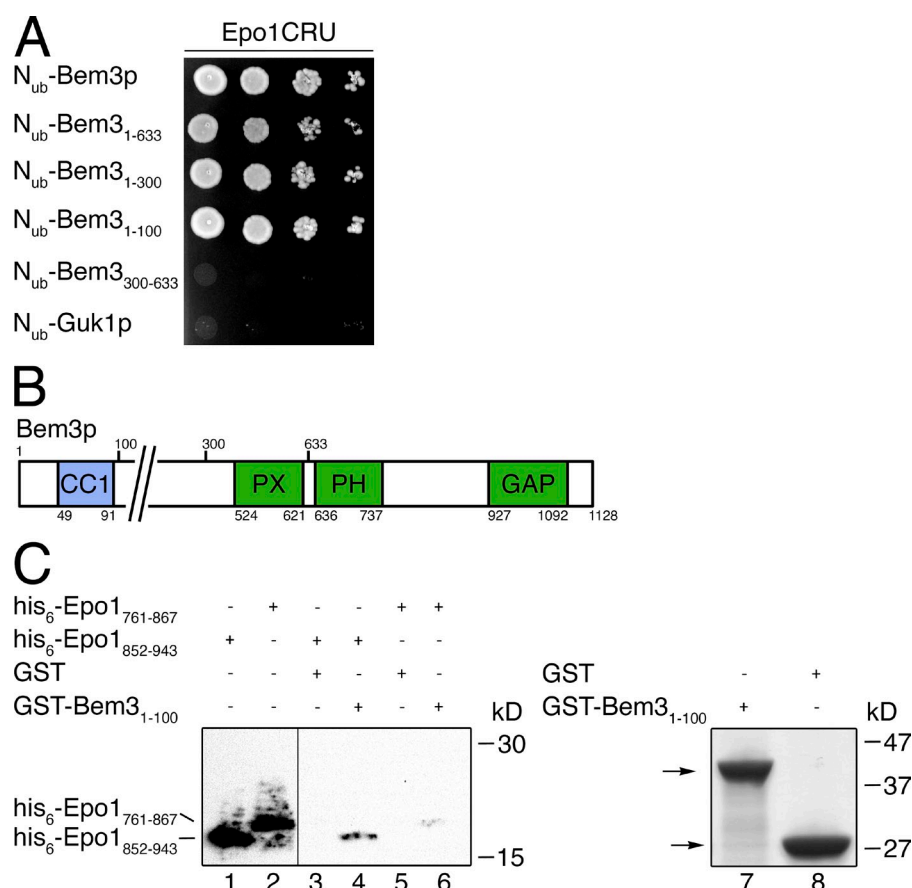 A
Epo1CRU
Nub-Bem3p
Nub-Bem31-633
Nub-Bem31-300
Nub-Bem31-100
Nub-Bem3300-633
Nub-Guk1p
B
Bem3p
1 100 300 633
CC1 PX PH GAP
49 91 524 621 636 737 927 1092 1128
C
his6-Epo1761-867 - + - - + +
his6-Epo1852-943 + - + + - -
GST - - + - + -
GST-Bem31-100 - - - + - + kD
30
his6-Epo1761-867
his6-Epo1852-943
15
1 2 3 4 5 6
GST - +
GST-Bem31-100 + - kD
47
37
27
7 8